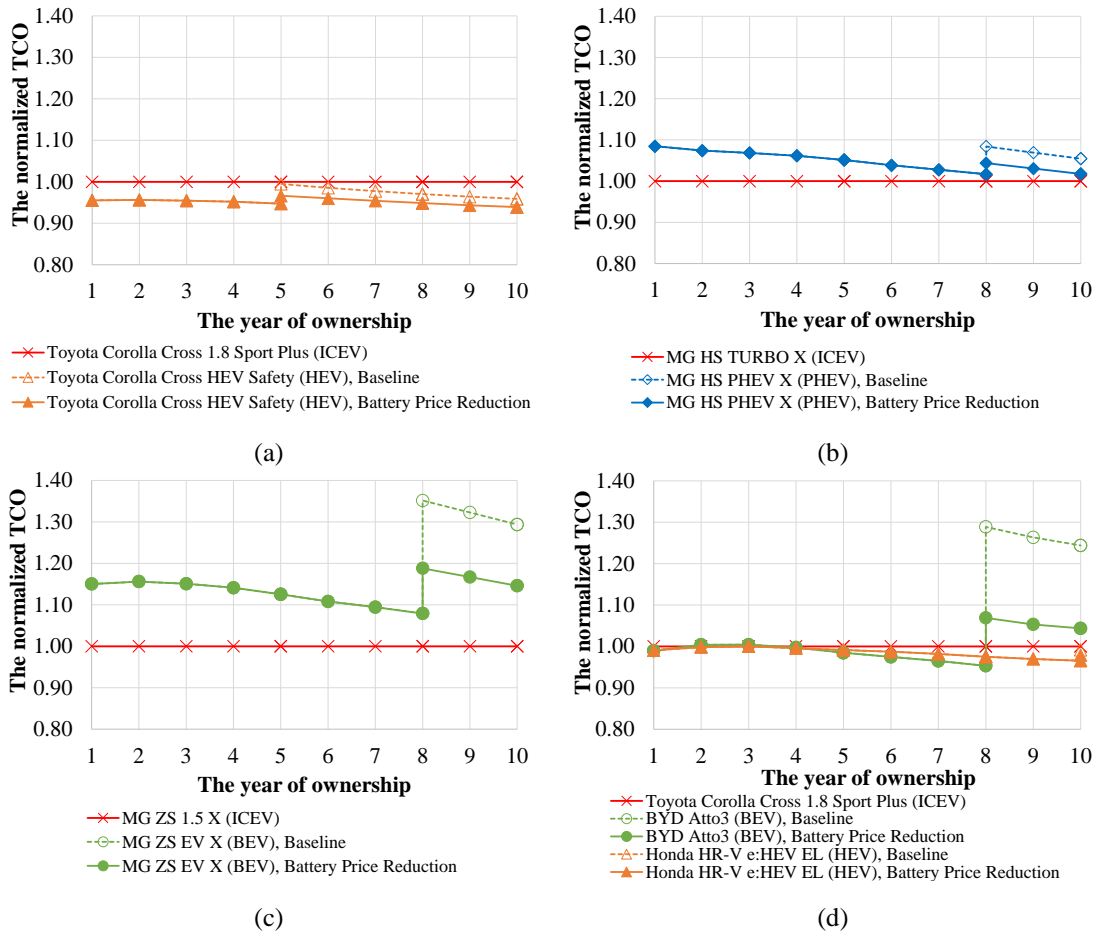 The normalized TCO
1.40
1.30
1.20
1.10
1.00
0.90
0.80
1 2 3 4 5 6 7 8 9 10
The year of ownership
Toyota Corolla Cross 1.8 Sport Plus (ICEV)
Toyota Corolla Cross HEV Safety (HEV), Baseline
Toyota Corolla Cross HEV Safety (HEV), Battery Price Reduction
(a)
The normalized TCO
1.40
1.30
1.20
1.10
1.00
0.90
0.80
1 2 3 4 5 6 7 8 9 10
The year of ownership
MG HS TURBO X (ICEV)
MG HS PHEV X (PHEV), Baseline
MG HS PHEV X (PHEV), Battery Price Reduction
(b)
The normalized TCO
1.40
1.30
1.20
1.10
1.00
0.90
0.80
1 2 3 4 5 6 7 8 9 10
The year of ownership
MG ZS 1.5 X (ICEV)
MG ZS EV X (BEV), Baseline
MG ZS EV X (BEV), Battery Price Reduction
(c)
The normalized TCO
1.40
1.30
1.20
1.10
1.00
0.90
0.80
1 2 3 4 5 6 7 8 9 10
The year of ownership
Toyota Corolla Cross 1.8 Sport Plus (ICEV)
BYD Atto3 (BEV), Baseline
BYD Atto3 (BEV), Battery Price Reduction
Honda HR-V e:HEV EL (HEV), Baseline
Honda HR-V e:HEV EL (HEV), Battery Price Reduction
(d)